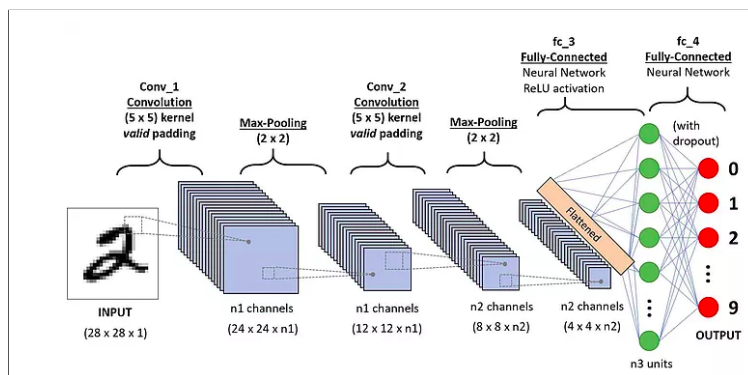 fc_3
Fully-Connected
Neural Network
ReLU activation
fc_4
Fully-Connected
Neural Network
Conv_1
Convolution
(5 x 5) kernel
valid padding
Max-Pooling
(2 x 2)
Conv_2
Convolution
(5 x 5) kernel
valid padding
Max-Pooling
(2 x 2)
(with
dropout)
Flattened
0
1
2
9
INPUT
(28 x 28 x 1)
n1 channels
(24 x 24 x n1)
n1 channels
(12 x 12 x n1)
n2 channels
(8 x 8 x n2)
n2 channels
(4 x 4 x n2)
OUTPUT
n3 units
2